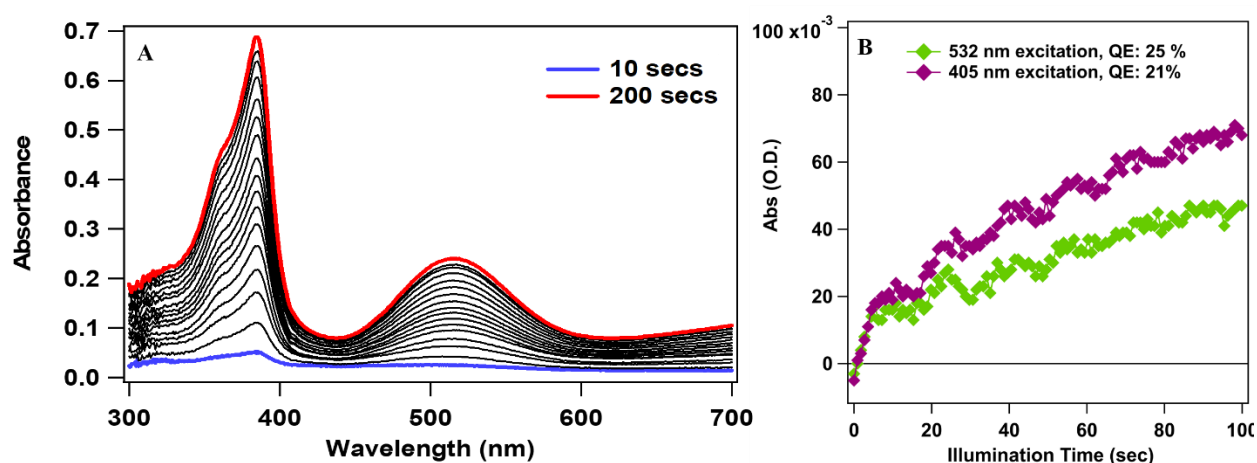 A
10 secs
200 secs
0.7
0.6
0.5
0.4
0.3
0.2
0.1
0.0
Absorbance
300
400
500
600
700
Wavelength (nm)
B
532 nm excitation, QE: 25 %
405 nm excitation, QE: 21%
100 x10-3
80
60
40
20
0
Abs (O.D.)
0
20
40
60
80
100
Illumination Time (sec)